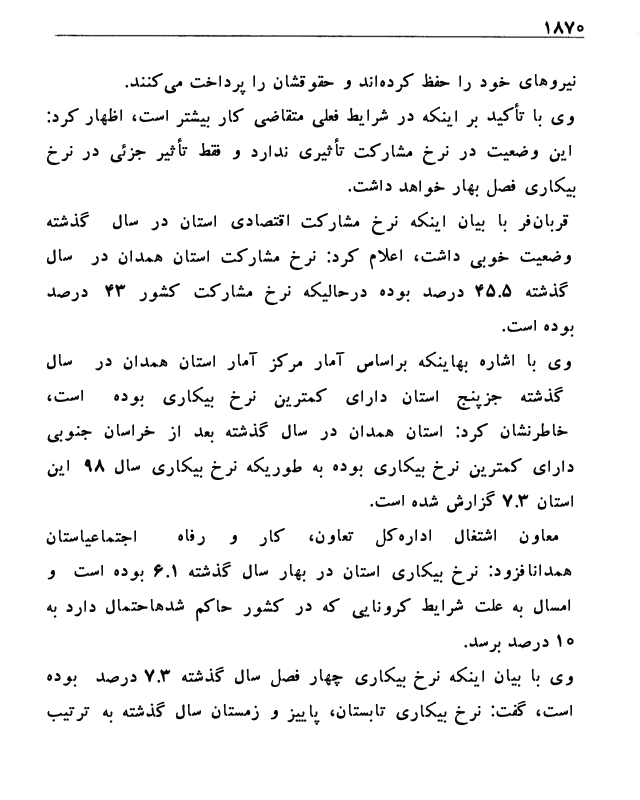 ۱۸۷۰
نیروهای خود را حفظ کرده‌اند و حقوقشان را پرداخت می‌کنند.
وی با تأکید بر اینکه در شرایط فعلی متقاضی کار بیشتر است، اظهار کرد:
این وضعیت در نرخ مشارکت تأثیری ندارد و فقط تأثیر جزئی در نرخ
بیکاری فصل بهار خواهد داشت.
قربان‌فر با بیان اینکه نرخ مشارکت اقتصادی استان در سال گذشته
وضعیت خوبی داشت، اعلام کرد: نرخ مشارکت استان همدان در سال
گذشته ۴۵.۵ درصد بوده درحالیکه نرخ مشارکت کشور ۴۳ درصد
بوده است.
وی با اشاره بهاینکه براساس آمار مرکز آمار استان همدان در سال
گذشته جزپنج استان دارای کمترین نرخ بیکاری بوده است،
خاطرنشان کرد: استان همدان در سال گذشته بعد از خراسان جنوبی
دارای کمترین نرخ بیکاری بوده به طوریکه نرخ بیکاری سال ۹۸ این
استان ۷.۳ گزارش شده است.
معاون اشتغال اداره‌کل تعاون، کار و رفاه اجتماعیاستان
همدانافزود: نرخ بیکاری استان در بهار سال گذشته ۶.۱ بوده است و
امسال به علت شرایط کرونایی که در کشور حاکم شدهاحتمال دارد به
۱۰ درصد برسد.
وی با بیان اینکه نرخ بیکاری چهار فصل سال گذشته ۷.۳ درصد بوده
است، گفت: نرخ بیکاری تابستان، پاییز و زمستان سال گذشته به ترتیب